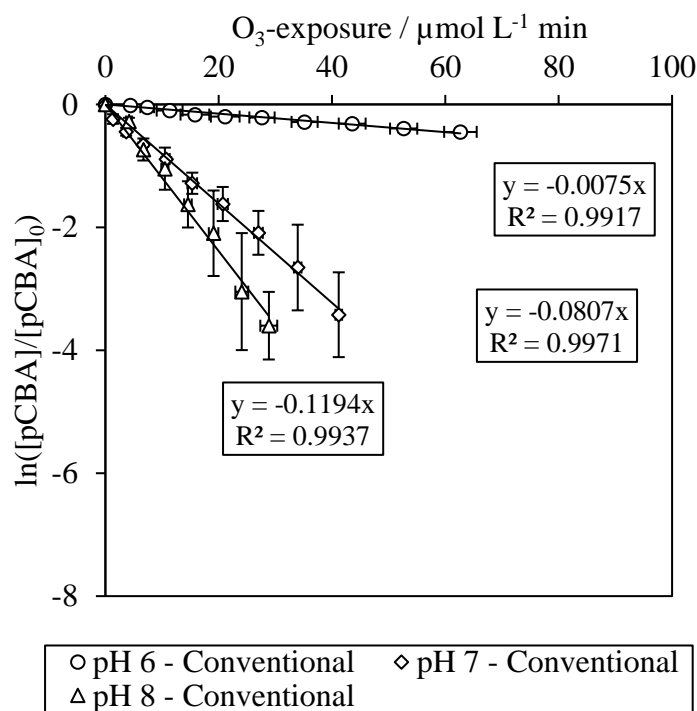 O₃-exposure / µmol L⁻¹ min
0 20 40 60 80 100
ln([pCBA]/[pCBA]₀)
0
-2
-4
-6
-8
y = -0.0075x
R² = 0.9917
y = -0.0807x
R² = 0.9971
y = -0.1194x
R² = 0.9937
pH 6 - Conventional pH 7 - Conventional
pH 8 - Conventional